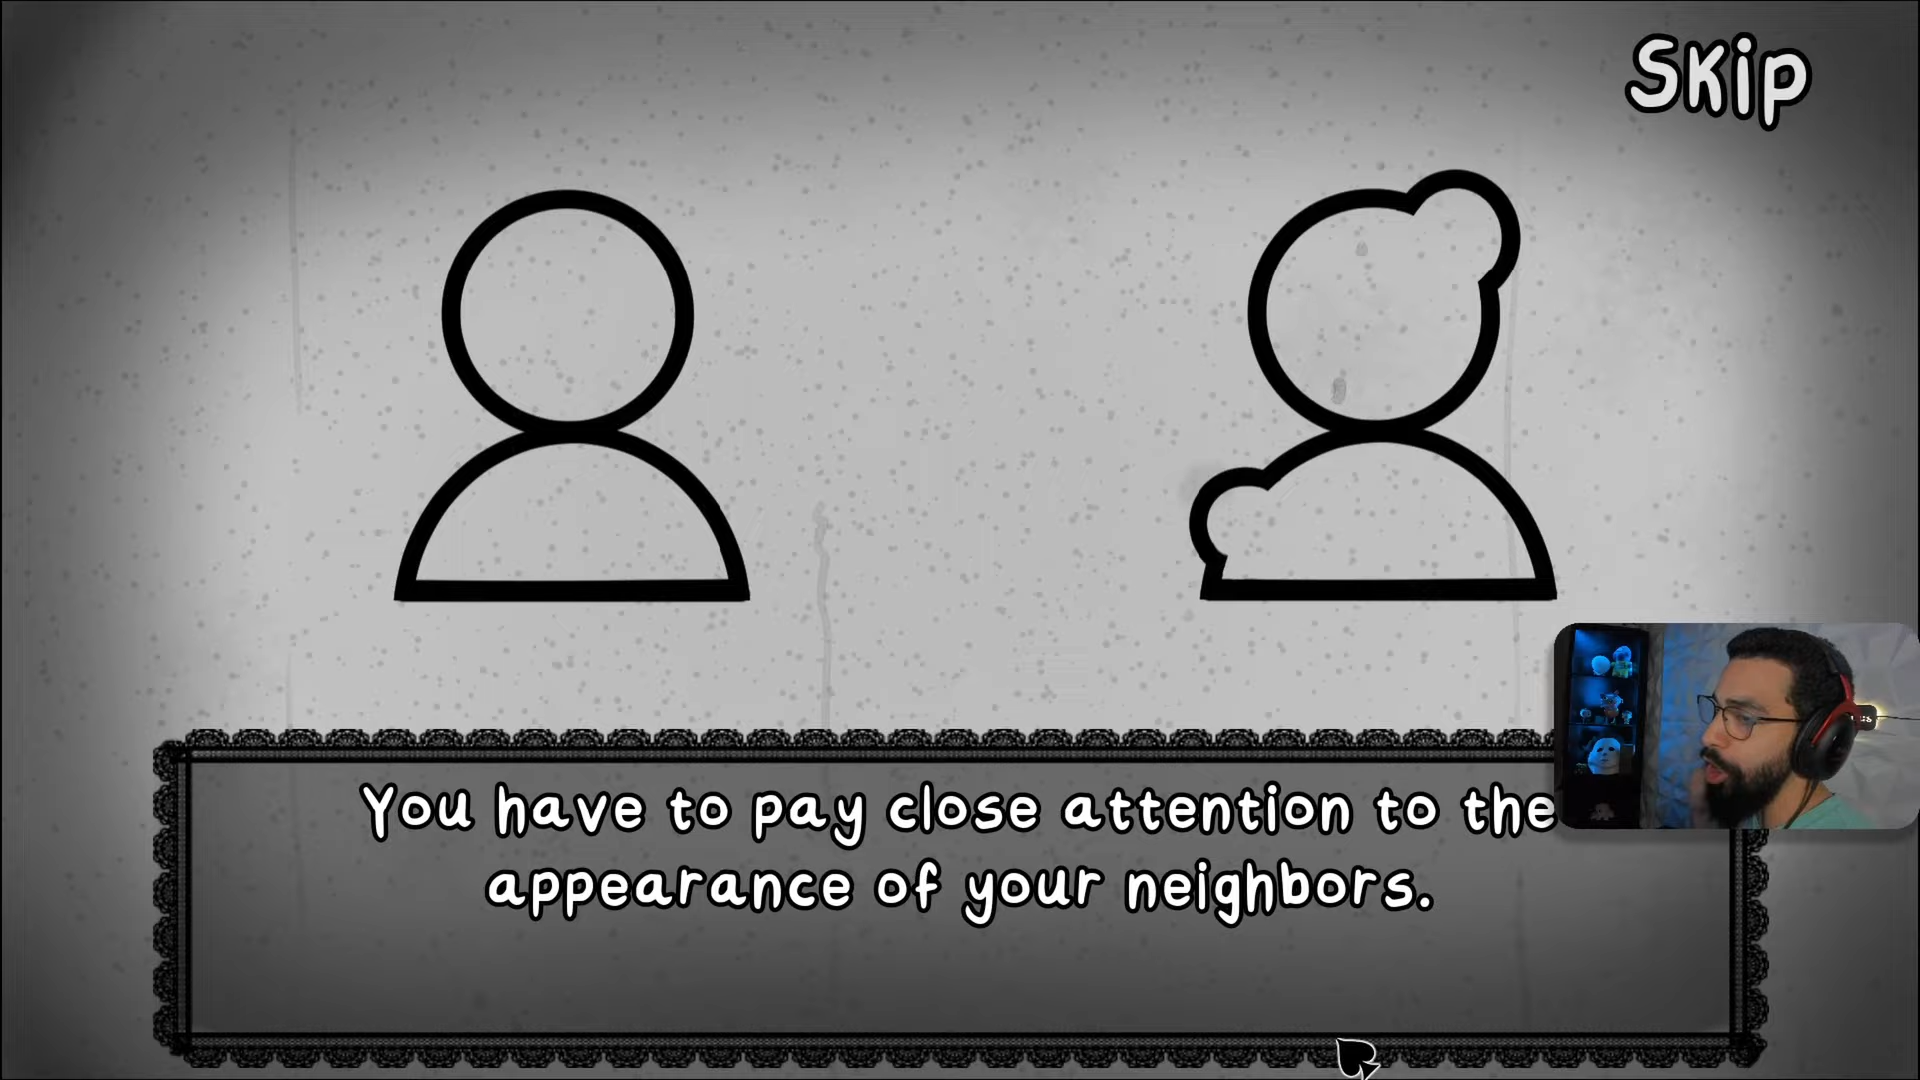 Skip
You have to pay close attention to the
appearance of your neighbors.